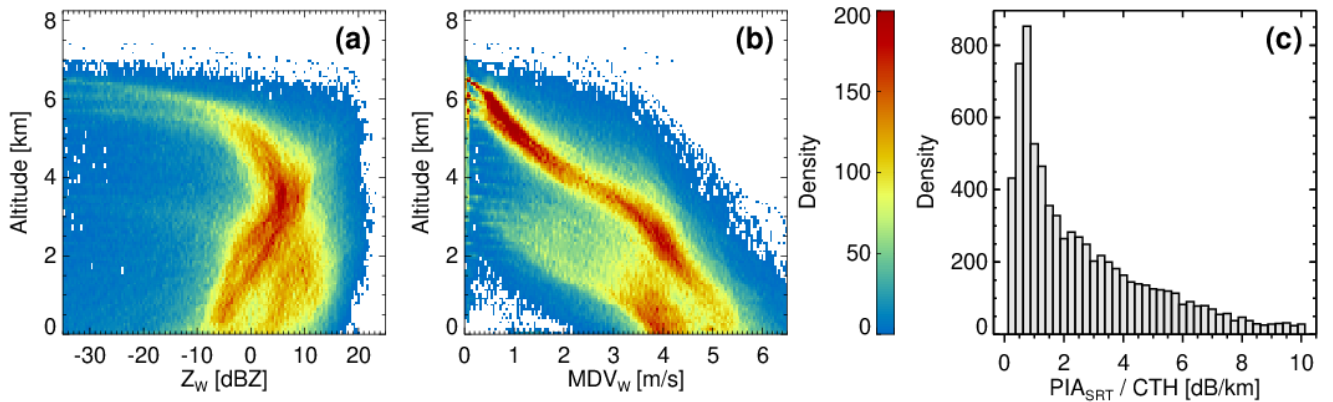 (a)
8
6
4
2
0
Altitude [km]
-30 -20 -10 0 10 20
Z_W [dBZ]
(b)
8
6
4
2
0
Altitude [km]
0 1 2 3 4 5 6
MDV_W [m/s]
200
150
100
50
0
Density
(c)
800
600
400
200
0
Density
0 2 4 6 8 10
PIA_SRT / CTH [dB/km]